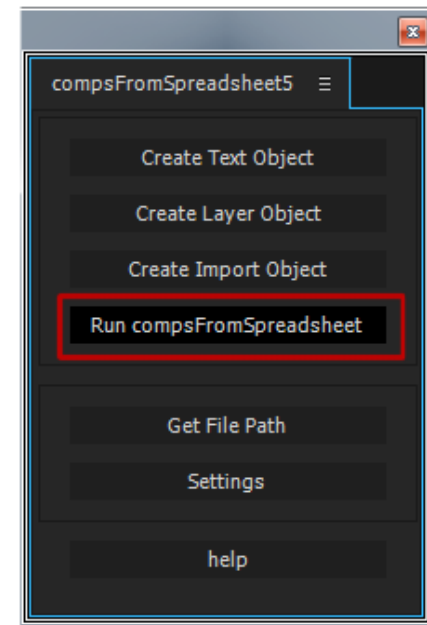 compsFromSpreadsheet5
Create Text Object
Create Layer Object
Create Import Object
Run compsFromSpreadsheet
Get File Path
Settings
help